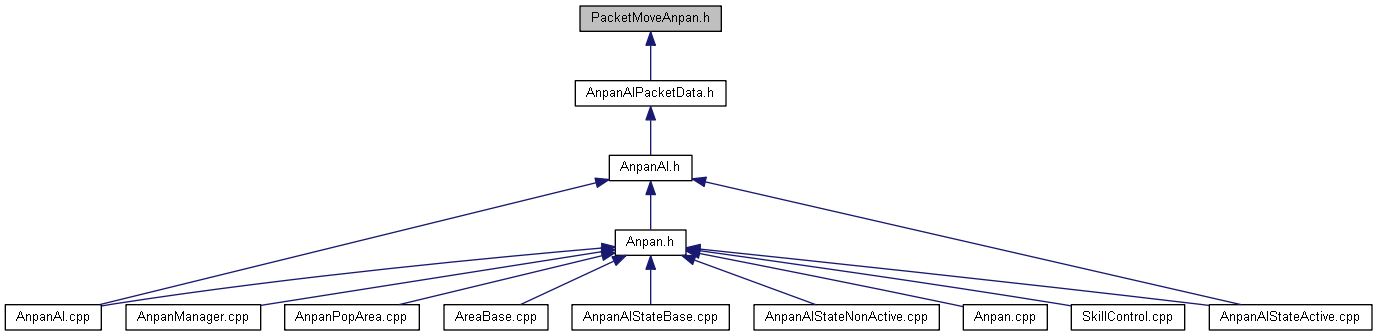 PacketMoveAnpan.h
AnpanAIPacketData.h
AnpanAI.h
Anpan.h
AnpanAI.cpp
AnpanManager.cpp
AnpanPopArea.cpp
AreaBase.cpp
AnpanAIStateBase.cpp
AnpanAIStateNonActive.cpp
Anpan.cpp
SkillControl.cpp
AnpanAIStateActive.cpp